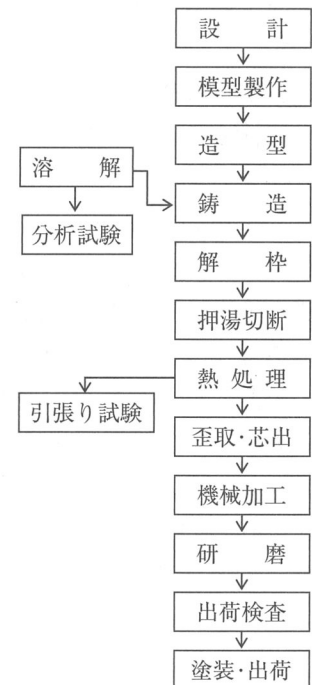 設計
模型製作
造型
溶解
鋳造
分析試験
解枠
押湯切断
熱処理
引張り試験
歪取・芯出
機械加工
研磨
出荷検査
塗装・出荷